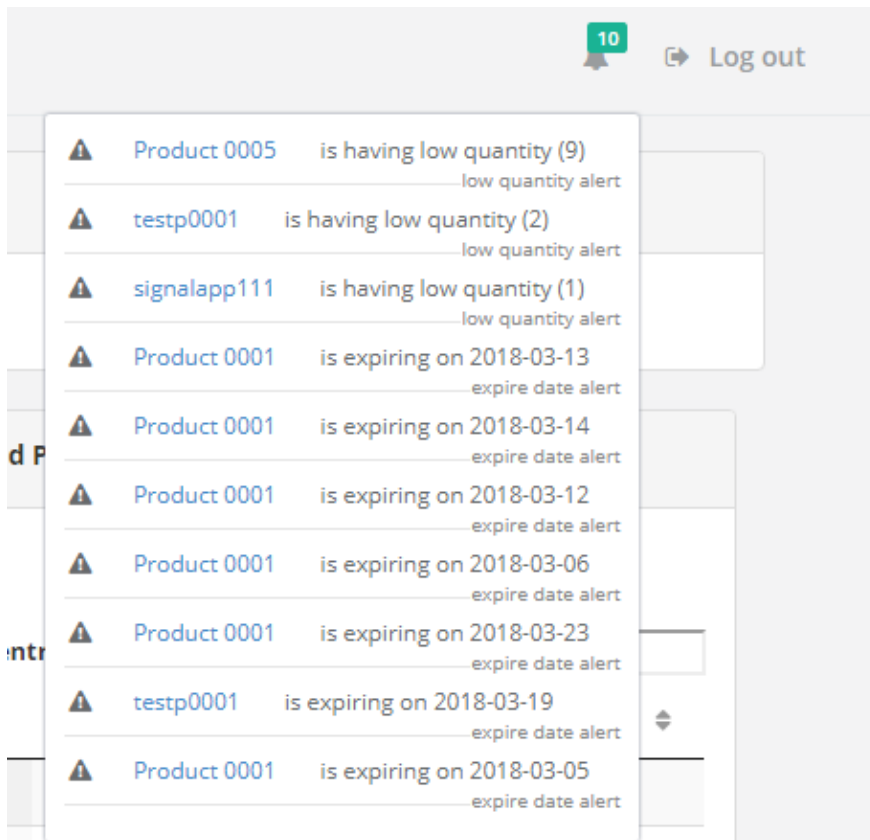 10
Log out
Product 0005 is having low quantity (9)
low quantity alert
testp0001 is having low quantity (2)
low quantity alert
signalapp111 is having low quantity (1)
low quantity alert
Product 0001 is expiring on 2018-03-13
expire date alert
Product 0001 is expiring on 2018-03-14
expire date alert
d P
Product 0001 is expiring on 2018-03-12
expire date alert
Product 0001 is expiring on 2018-03-06
expire date alert
Product 0001 is expiring on 2018-03-23
entr
expire date alert
testp0001 is expiring on 2018-03-19
expire date alert
Product 0001 is expiring on 2018-03-05
expire date alert